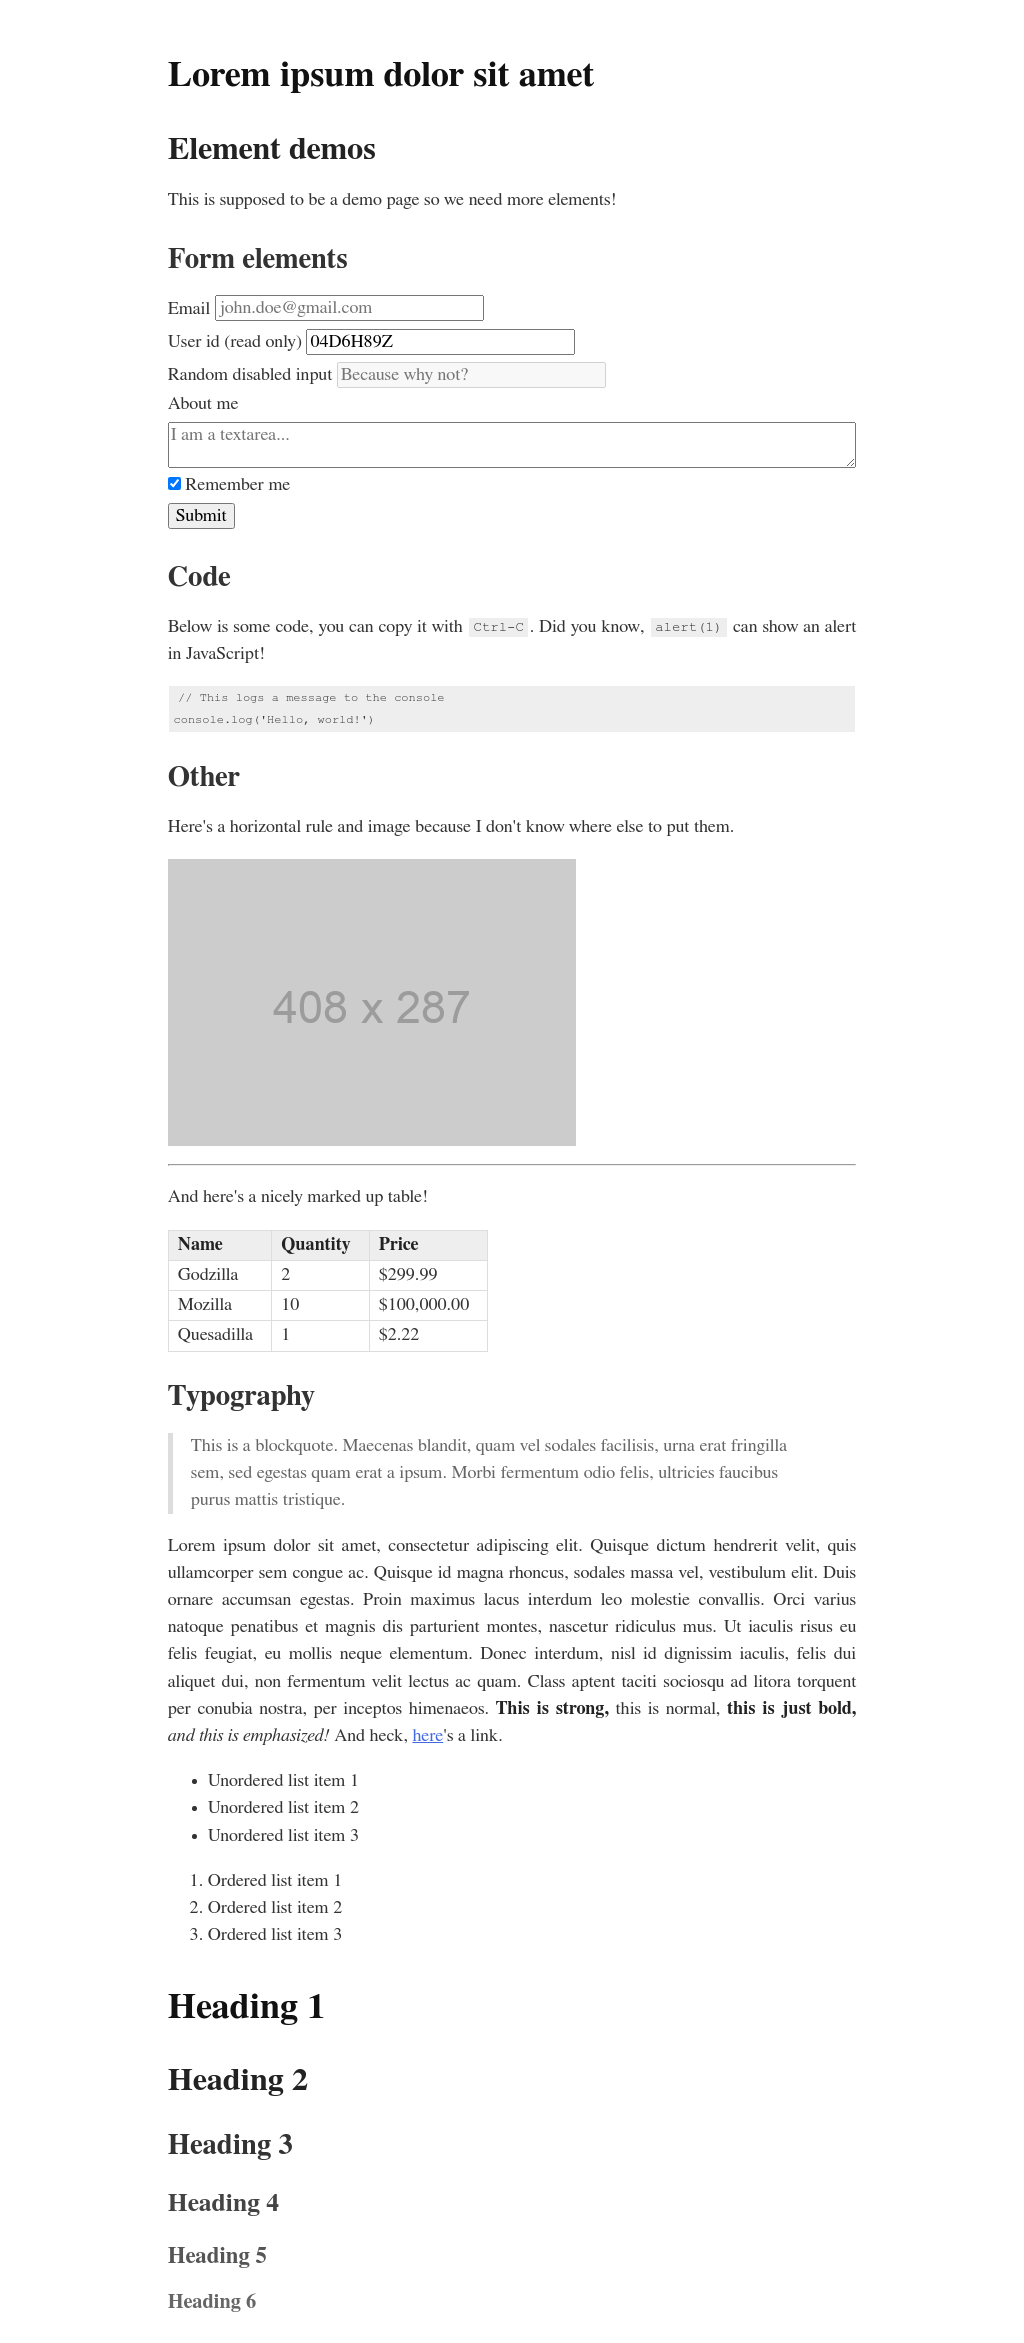 Lorem ipsum dolor sit amet
Element demos
This is supposed to be a demo page so we need more elements!
Form elements
Email john.doe@gmail.com
User id (read only) 04D6H89Z
Random disabled input Because why not?
About me
I am a textarea...
Remember me
Submit
Code
Below is some code, you can copy it with Ctrl-C. Did you know, alert(1) can show an alert
in JavaScript!
// This logs a message to the console
console.log('Hello, world!')
Other
Here's a horizontal rule and image because I don't know where else to put them.
408 x 287
And here's a nicely marked up table!
Name Quantity Price
Godzilla 2 $299.99
Mozilla 10 $100,000.00
Quesadilla 1 $2.22
Typography
This is a blockquote. Maecenas blandit, quam vel sodales facilisis, urna erat fringilla
sem, sed egestas quam erat a ipsum. Morbi fermentum odio felis, ultricies faucibus
purus mattis tristique.
Lorem ipsum dolor sit amet, consectetur adipiscing elit. Quisque dictum hendrerit velit, quis
ullamcorper sem congue ac. Quisque id magna rhoncus, sodales massa vel, vestibulum elit. Duis
ornare accumsan egestas. Proin maximus lacus interdum leo molestie convallis. Orci varius
natoque penatibus et magnis dis parturient montes, nascetur ridiculus mus. Ut iaculis risus eu
felis feugiat, eu mollis neque elementum. Donec interdum, nisl id dignissim iaculis, felis dui
aliquet dui, non fermentum velit lectus ac quam. Class aptent taciti sociosqu ad litora torquent
per conubia nostra, per inceptos himenaeos. This is strong, this is normal, this is just bold,
and this is emphasized! And heck, here's a link.
• Unordered list item 1
• Unordered list item 2
• Unordered list item 3
1. Ordered list item 1
2. Ordered list item 2
3. Ordered list item 3
Heading 1
Heading 2
Heading 3
Heading 4
Heading 5
Heading 6